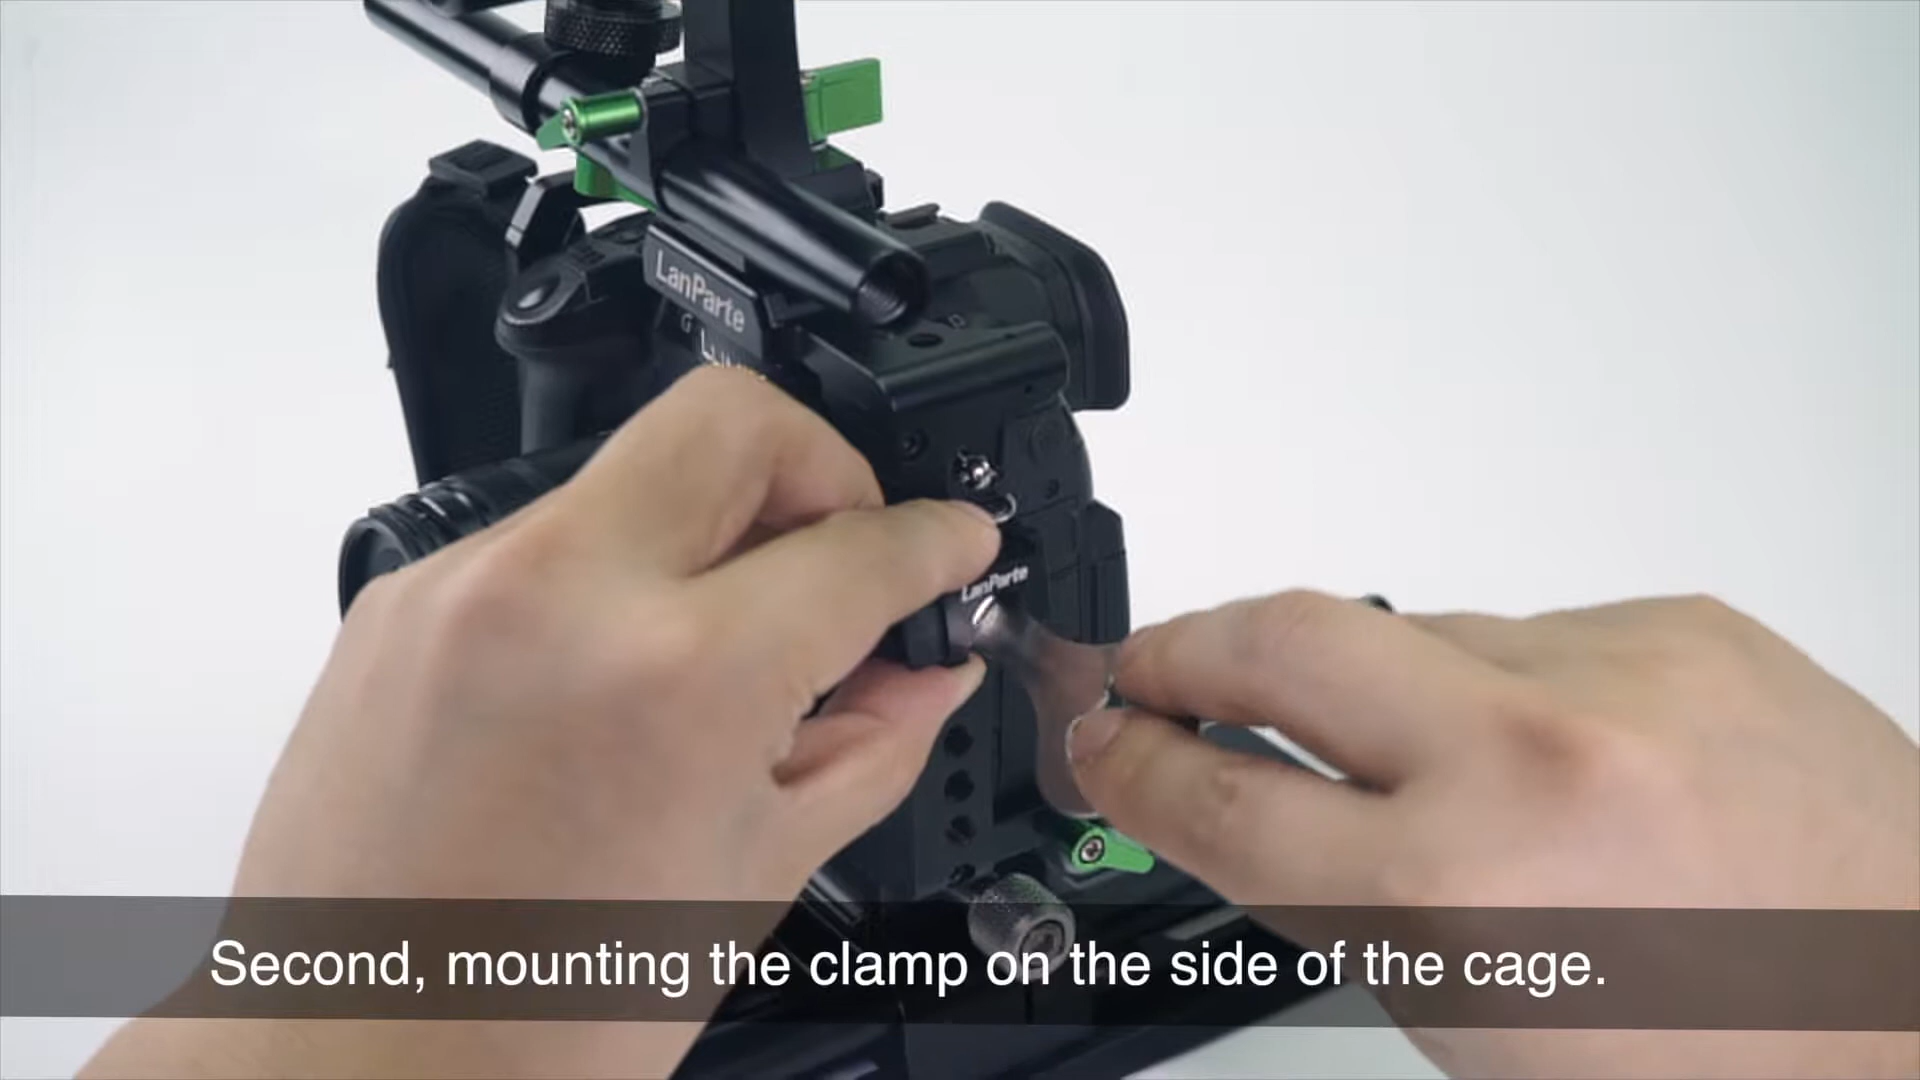 LanParte
G
LanParte
Second, mounting the clamp on the side of the cage.